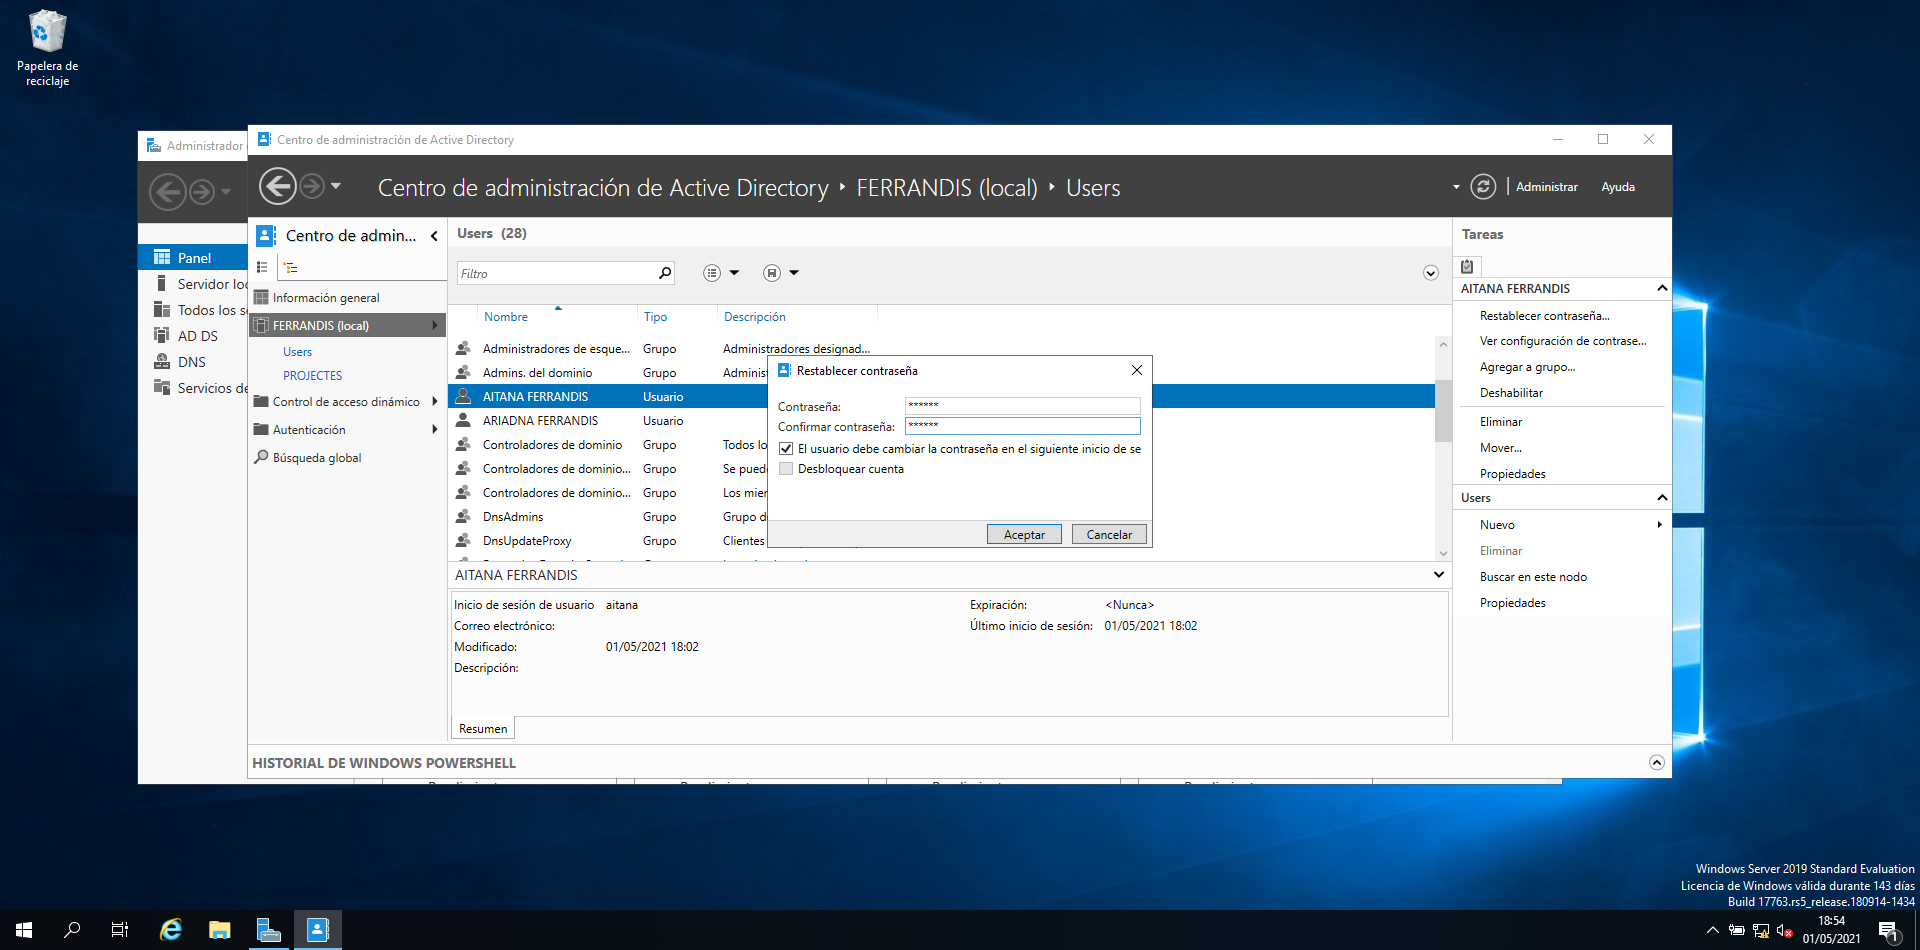 Papelera de
reciclaje
Administrador
Centro de administración de Active Directory
Centro de administración de Active Directory ‣ FERRANDIS (local) ‣ Users
Administrar
Ayuda
Panel
Servidor loc
Todos los se
AD DS
DNS
Servicios de
Centro de admin...
Información general
FERRANDIS (local)
Users
PROJECTES
Control de acceso dinámico
Autenticación
Búsqueda global
Users (28)
Filtro
Nombre Tipo Descripción
Administradores de esque... Grupo Administradores designad...
Admins. del dominio Grupo Adminis
AITANA FERRANDIS Usuario
ARIADNA FERRANDIS Usuario
Controladores de dominio Grupo Todos lo
Controladores de dominio... Grupo Se pued
Controladores de dominio... Grupo Los mier
DnsAdmins Grupo Grupo d
DnsUpdateProxy Grupo Clientes
Restablecer contraseña
Contraseña: ******
Confirmar contraseña: ******
El usuario debe cambiar la contraseña en el siguiente inicio de se
Desbloquear cuenta
Aceptar Cancelar
AITANA FERRANDIS
Inicio de sesión de usuario aitana
Correo electrónico:
Modificado: 01/05/2021 18:02
Descripción:
Expiración: <Nunca>
Último inicio de sesión: 01/05/2021 18:02
Resumen
HISTORIAL DE WINDOWS POWERSHELL
Tareas
AITANA FERRANDIS
Restablecer contraseña...
Ver configuración de contrase...
Agregar a grupo...
Deshabilitar
Eliminar
Mover...
Propiedades
Users
Nuevo
Eliminar
Buscar en este nodo
Propiedades
Windows Server 2019 Standard Evaluation
Licencia de Windows válida durante 143 días
Build 17763.rs5_release.180914-1434
18:54
01/05/2021
1